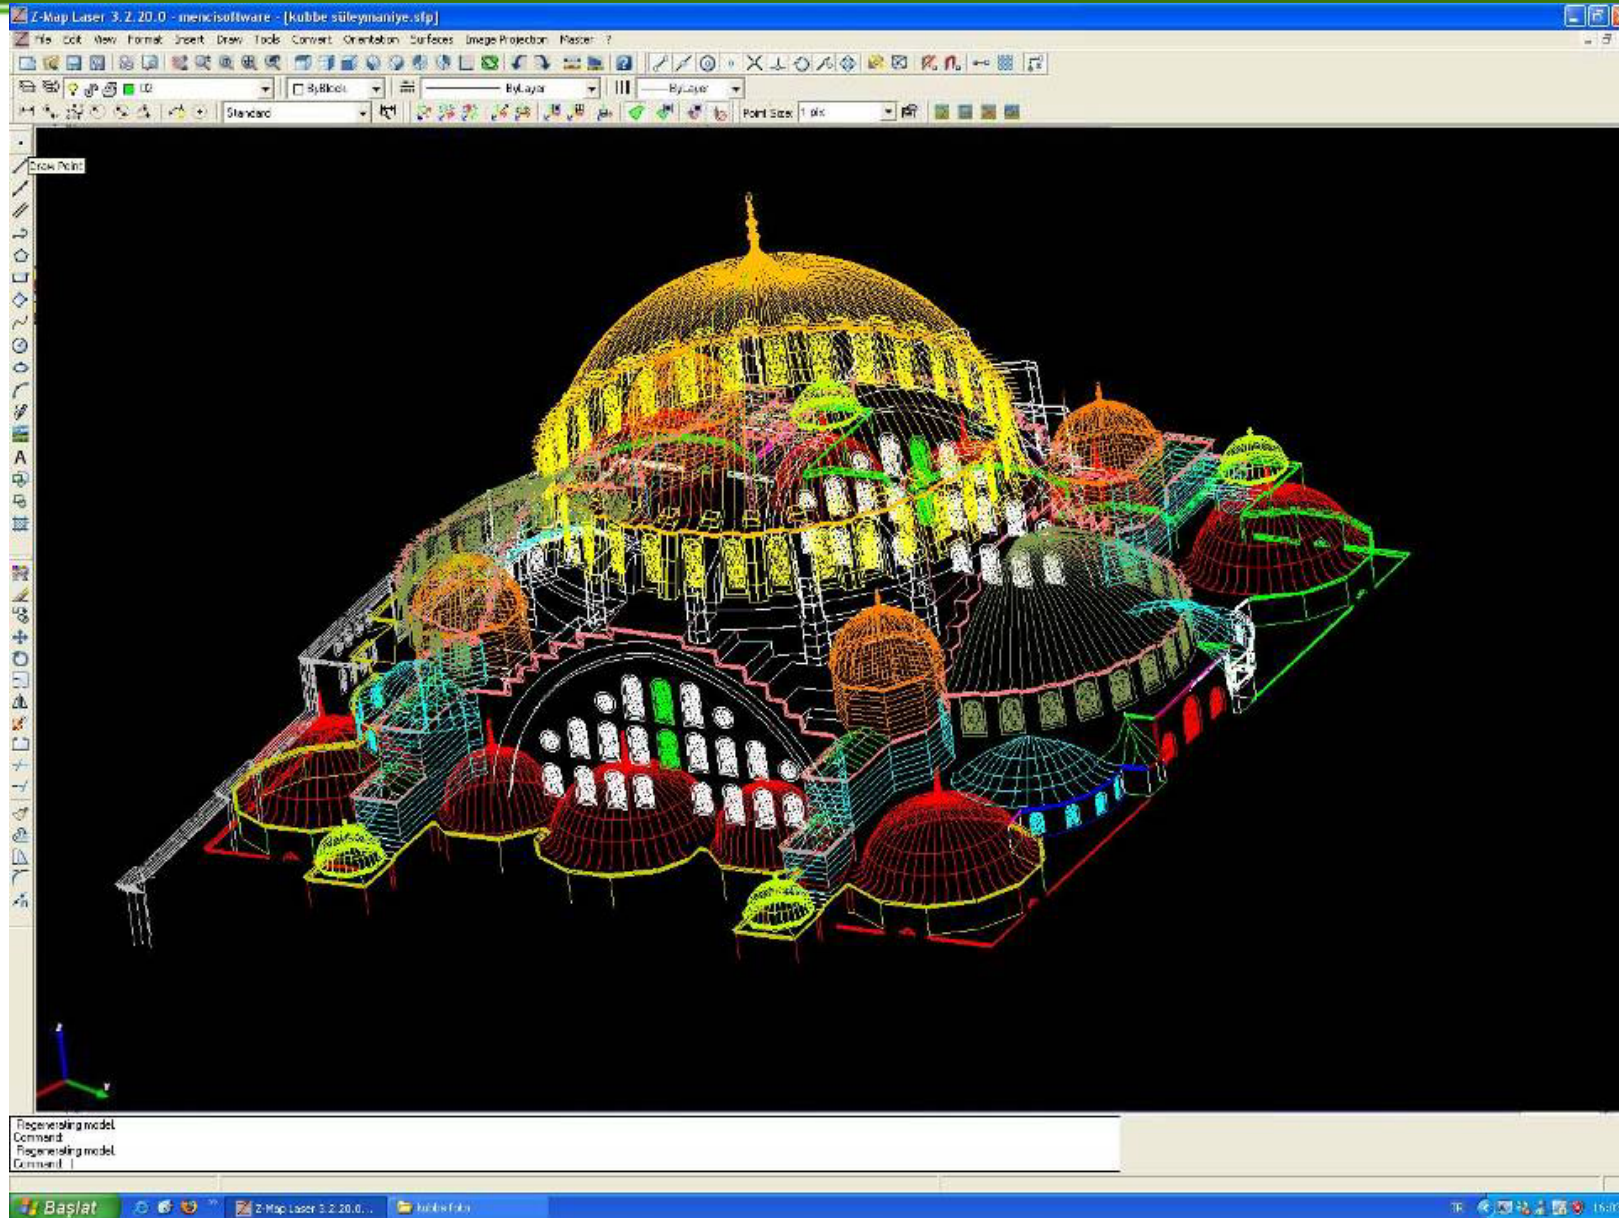 Z-Map Laser 3.2.20.0 - mencisoftware - [kubbe süleymaniye.sfp]
File Edit View Format Insert Draw Tools Convert Orientation Surfaces Image Projection Master ?
02 ByBlock ByLayer ByLayer
Standard Point Size: 1 pix
Draw Point
A
Regenerating model.
Command:
Regenerating model.
Command:
Başlat Z-Map Laser 3.2.20.0... kubbe foto TR